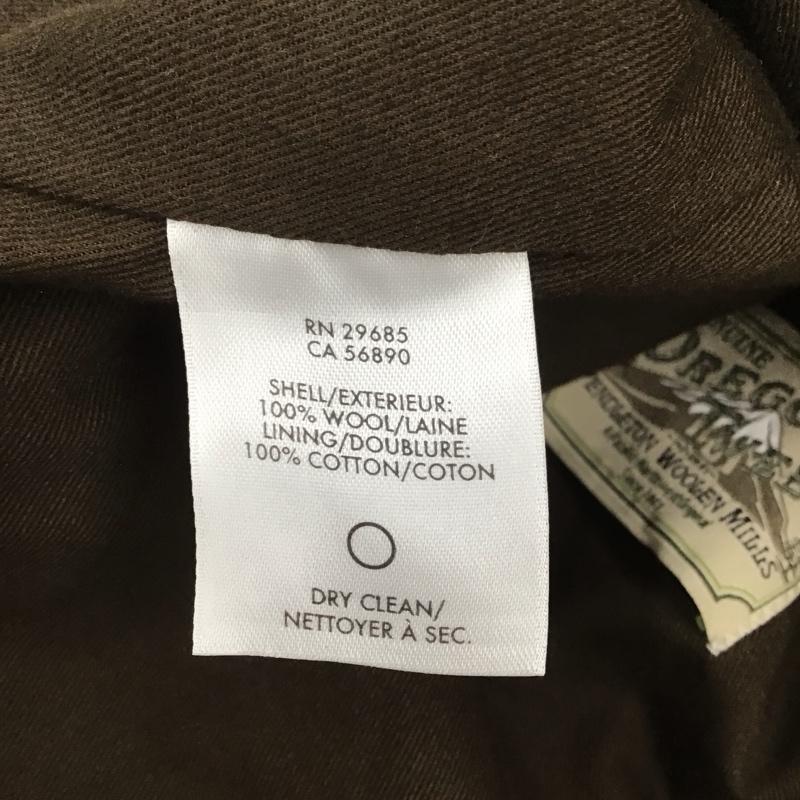 RN 29685
CA 56890
SHELL/EXTERIEUR:
100% WOOL/LAINE
LINING/DOUBLURE:
100% COTTON/COTON
DRY CLEAN/
NETTOYER À SEC.
PENDLETON WOOLEN MILLS